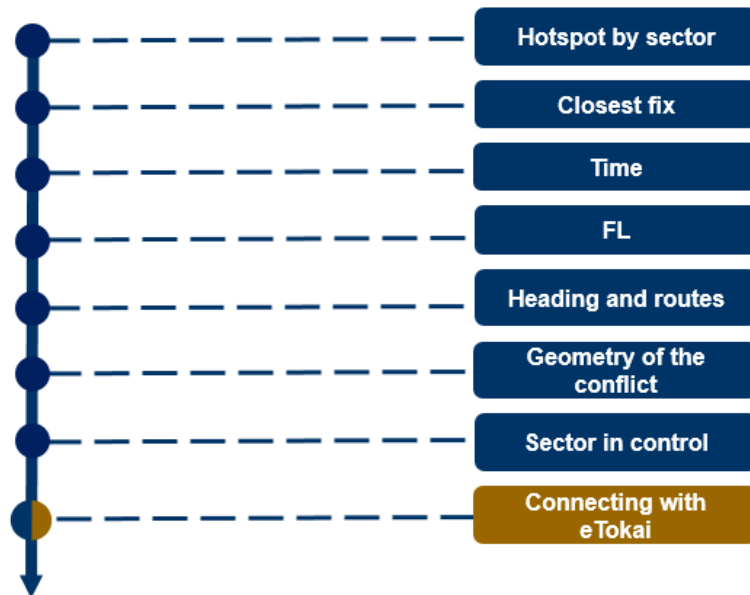 Hotspot by sector
Closest fix
Time
FL
Heading and routes
Geometry of the
conflict
Sector in control
Connecting with
eTokai